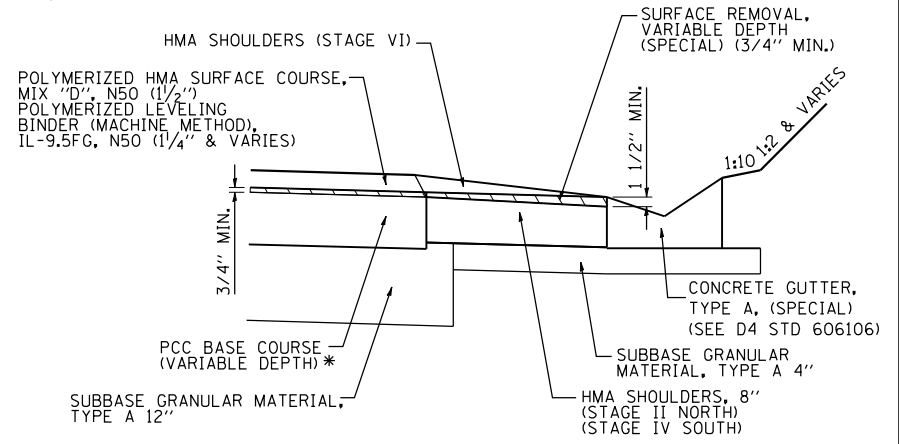 HMA SHOULDERS (STAGE VI)
SURFACE REMOVAL,
VARIABLE DEPTH
(SPECIAL) (3/4" MIN.)
POLYMERIZED HMA SURFACE COURSE,
MIX "D", N50 (1 1/2")
POLYMERIZED LEVELING
BINDER (MACHINE METHOD),
IL-9.5FG, N50 (1 1/4" & VARIES)
1 1/2" MIN.
1:10
1:2 & VARIES
3/4" MIN.
CONCRETE GUTTER,
TYPE A, (SPECIAL)
(SEE D4 STD 606106)
PCC BASE COURSE
(VARIABLE DEPTH) *
SUBBASE GRANULAR
MATERIAL, TYPE A 4"
SUBBASE GRANULAR MATERIAL,
TYPE A 12"
HMA SHOULDERS, 8"
(STAGE II NORTH)
(STAGE IV SOUTH)